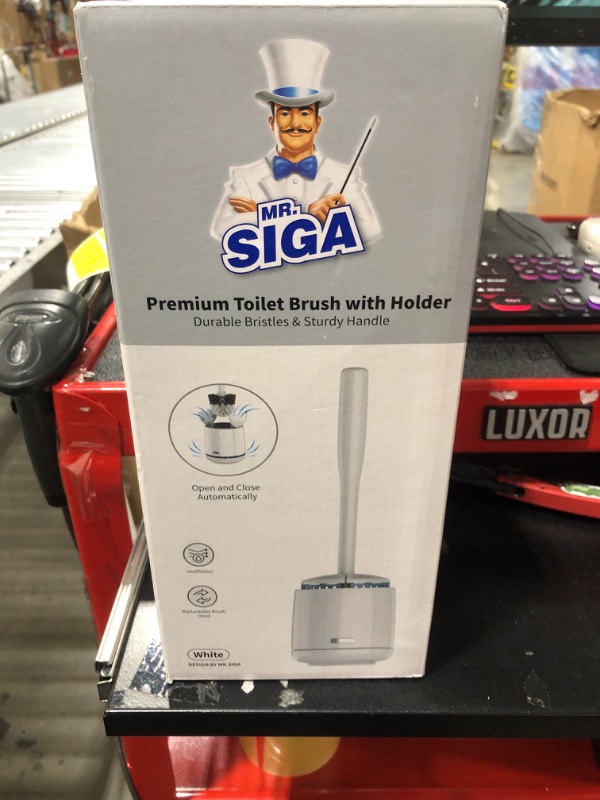 MR.
SIGA
Premium Toilet Brush with Holder
Durable Bristles & Sturdy Handle
Open and Close
Automatically
Ventilation
Replaceable Brush
Head
White
DESIGN BY MR.SIGA
LUXOR